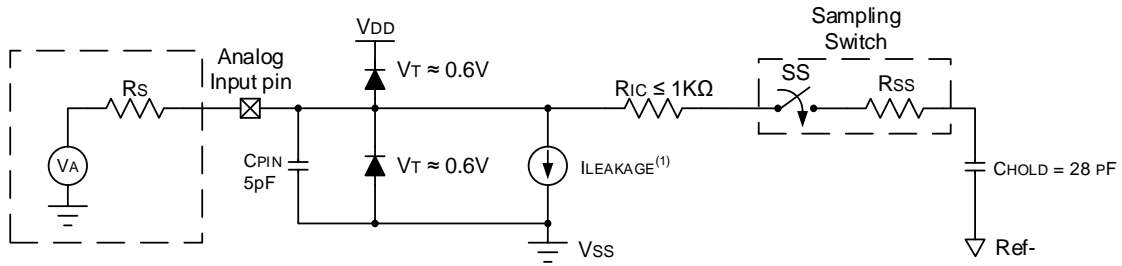 Sampling
Switch
VDD
Analog
Input pin
VT ≈ 0.6V
SS
RSS
RS
RIC ≤ 1KΩ
VA
CPIN
5pF
VT ≈ 0.6V
ILEAKAGE(1)
CHOLD = 28 PF
VSS
Ref-